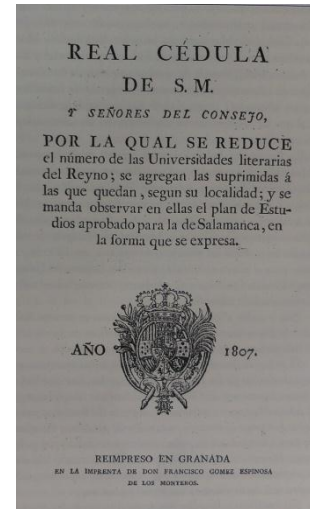 REAL CÉDULA
DE S. M.
Y SEÑORES DEL CONSEJO,
POR LA QUAL SE REDUCE
el número de las Universidades literarias
del Reyno; se agregan las suprimidas á
las que quedan, segun su localidad; y se
manda observar en ellas el plan de Estu-
dios aprobado para la de Salamanca, en
la forma que se expresa.
AÑO 1807.
REIMPRESO EN GRANADA
EN LA IMPRENTA DE DON FRANCISCO GOMEZ ESPINOSA
DE LOS MONTEROS.